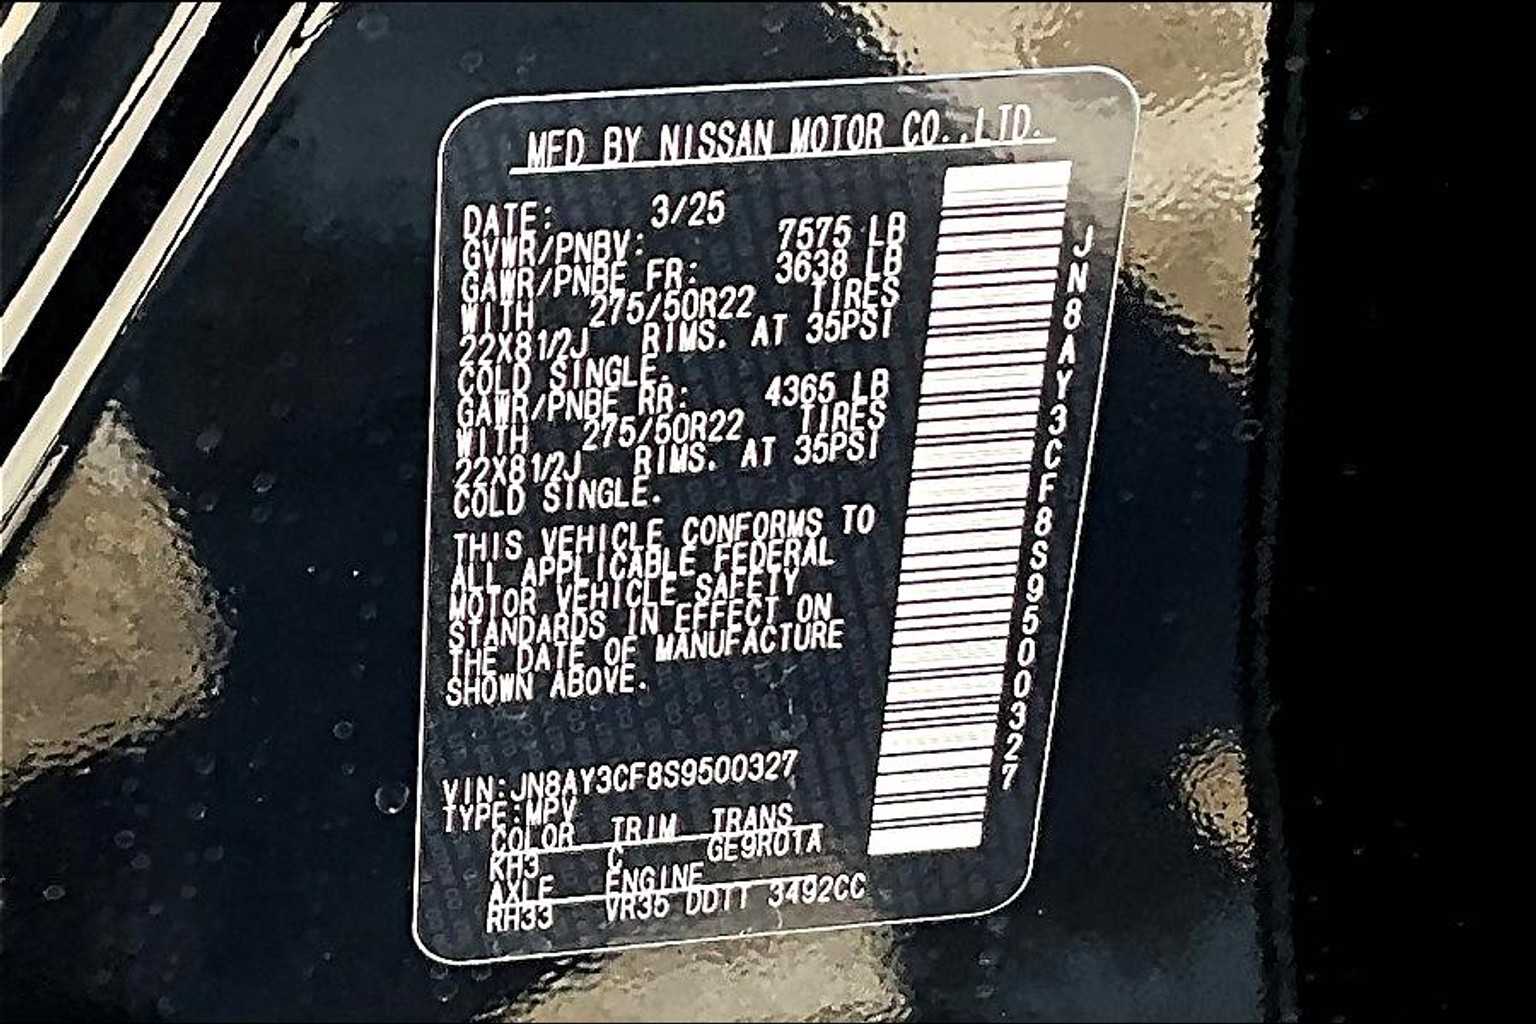 MFD BY NISSAN MOTOR CO.,LTD.
DATE: 3/25
GVWR/PNBV: 7575 LB
GAWR/PNBE FR: 3638 LB
WITH 275/50R22 TIRES
22X81/2J RIMS. AT 35PSI
COLD SINGLE.
GAWR/PNBE RR: 4365 LB
WITH 275/50R22 TIRES
22X81/2J RIMS. AT 35PSI
COLD SINGLE.
THIS VEHICLE CONFORMS TO
ALL APPLICABLE FEDERAL
MOTOR VEHICLE SAFETY
STANDARDS IN EFFECT ON
THE DATE OF MANUFACTURE
SHOWN ABOVE.
VIN:JN8AY3CF8S9500327
TYPE:MPV
COLOR TRIM TRANS
KH3 C GE9R01A
AXLE ENGINE
RH33 VR35 DDTT 3492CC
JN8AY3CF8S9500327